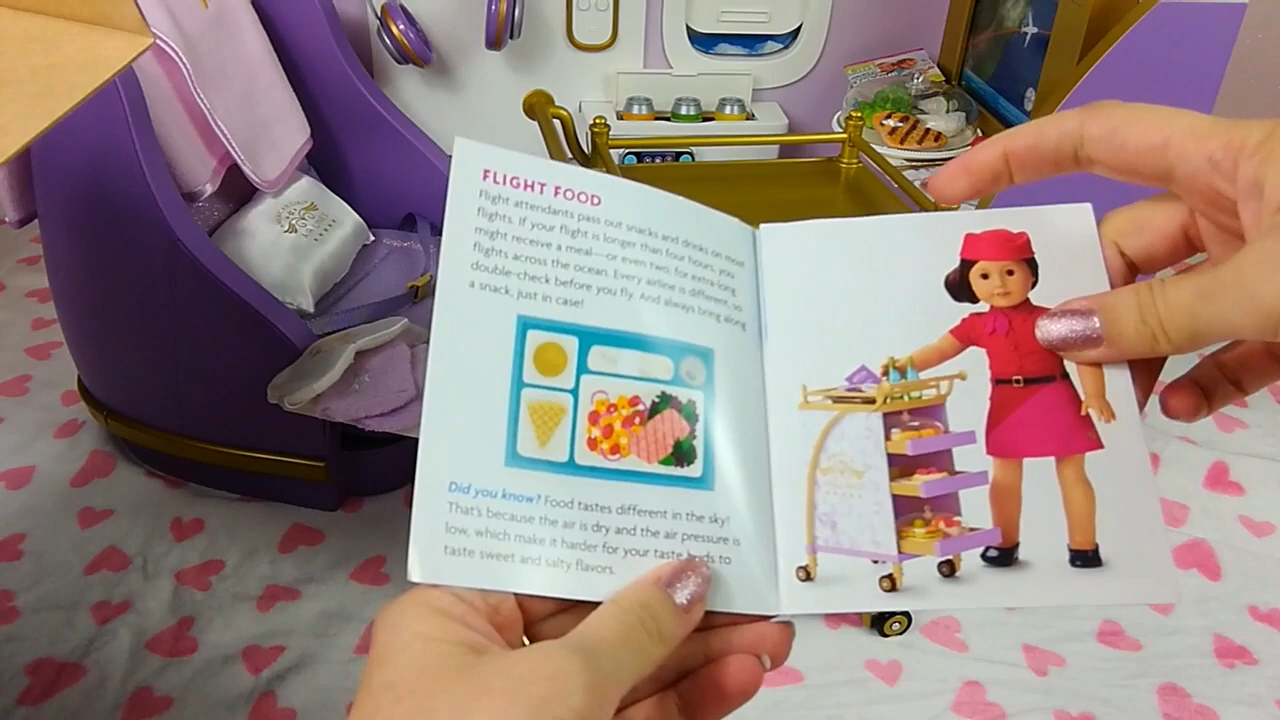 FLIGHT FOOD
Flight attendants pass out snacks and drinks on most
flights. If your flight is longer than four hours, you
might receive a meal—or even two, for extra-long
flights across the ocean. Every airline is different, so
double-check before you fly. And always bring along
a snack, just in case!
Did you know? Food tastes different in the sky!
That's because the air is dry and the air pressure is
low, which make it harder for your taste buds to
taste sweet and salty flavors.